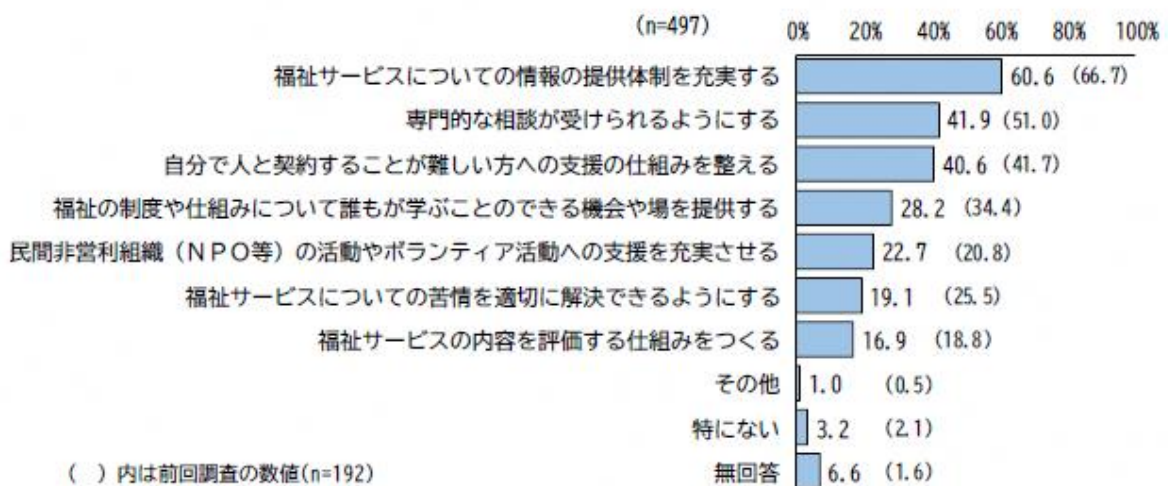 (n=497)
0% 20% 40% 60% 80% 100%
福祉サービスについての情報の提供体制を充実する 60.6 (66.7)
専門的な相談が受けられるようにする 41.9 (51.0)
自分で人と契約することが難しい方への支援の仕組みを整える 40.6 (41.7)
福祉の制度や仕組みについて誰もが学ぶことのできる機会や場を提供する 28.2 (34.4)
民間非営利組織（ＮＰＯ等）の活動やボランティア活動への支援を充実させる 22.7 (20.8)
福祉サービスについての苦情を適切に解決できるようにする 19.1 (25.5)
福祉サービスの内容を評価する仕組みをつくる 16.9 (18.8)
その他 1.0 (0.5)
特にない 3.2 (2.1)
無回答 6.6 (1.6)
（　）内は前回調査の数値(n=192)